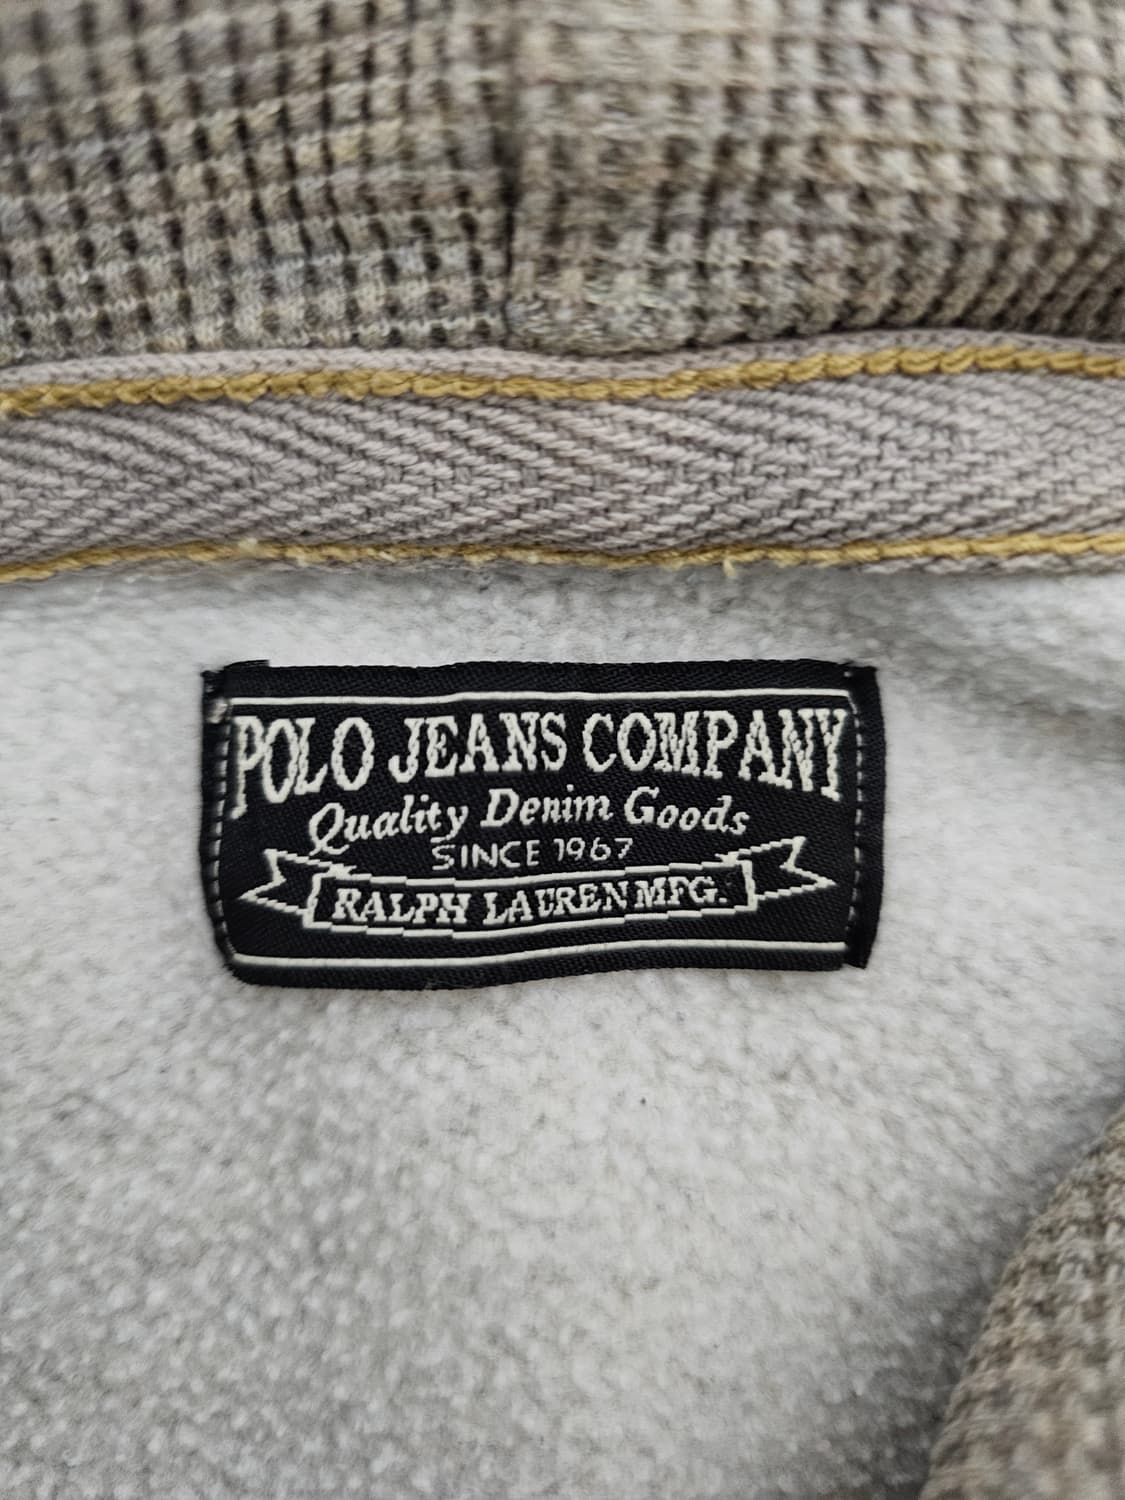 POLO JEANS COMPANY
Quality Denim Goods
SINCE 1967
RALPH LAUREN MFG.